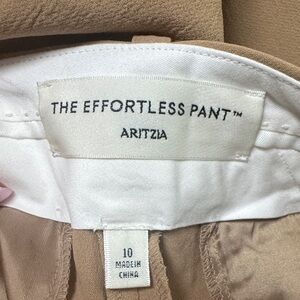 THE EFFORTLESS PANT™
ARITZIA
10
MADE IN
CHINA